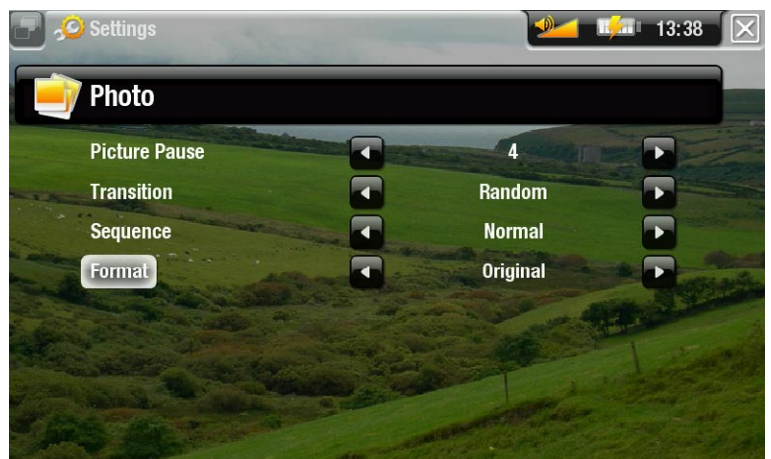 Settings 13:38
Photo
Picture Pause 4
Transition Random
Sequence Normal
Format Original